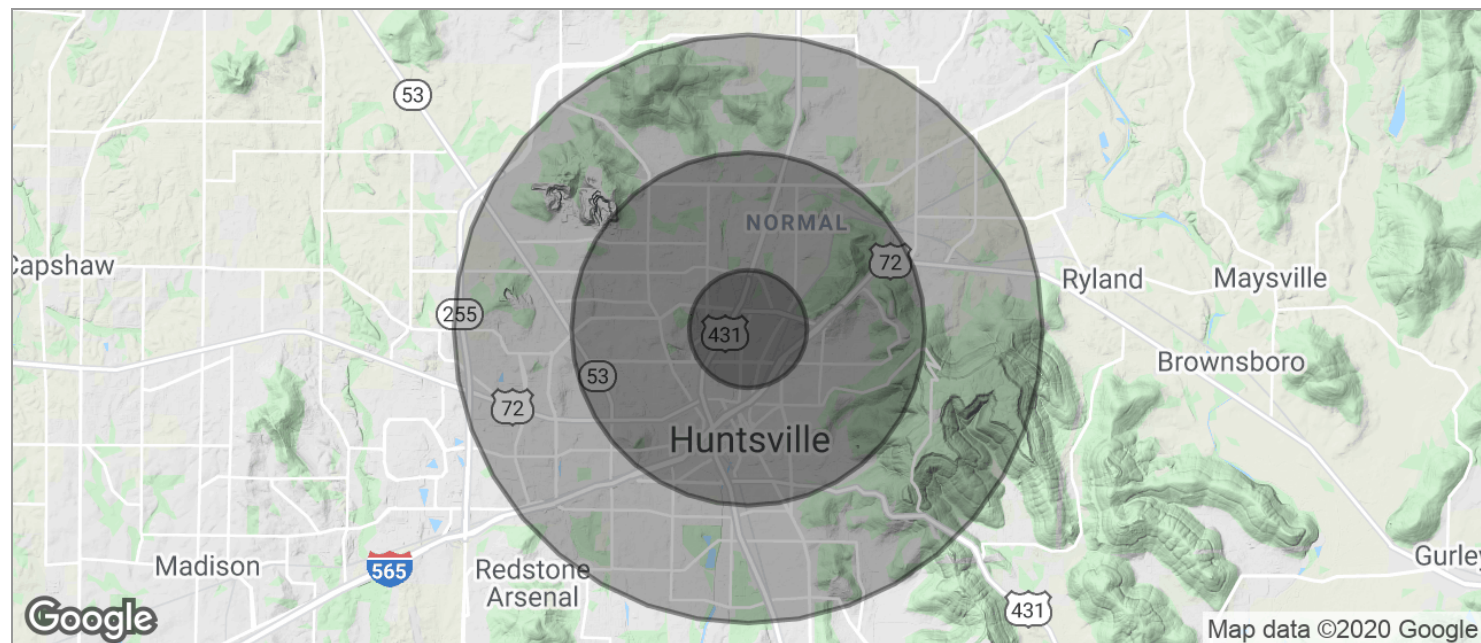 53
NORMAL
72
Capshaw
Ryland
Maysville
255
431
Brownsboro
53
72
Huntsville
Madison
565
Redstone
Arsenal
Gurley
431
Google
Map data ©2020 Google